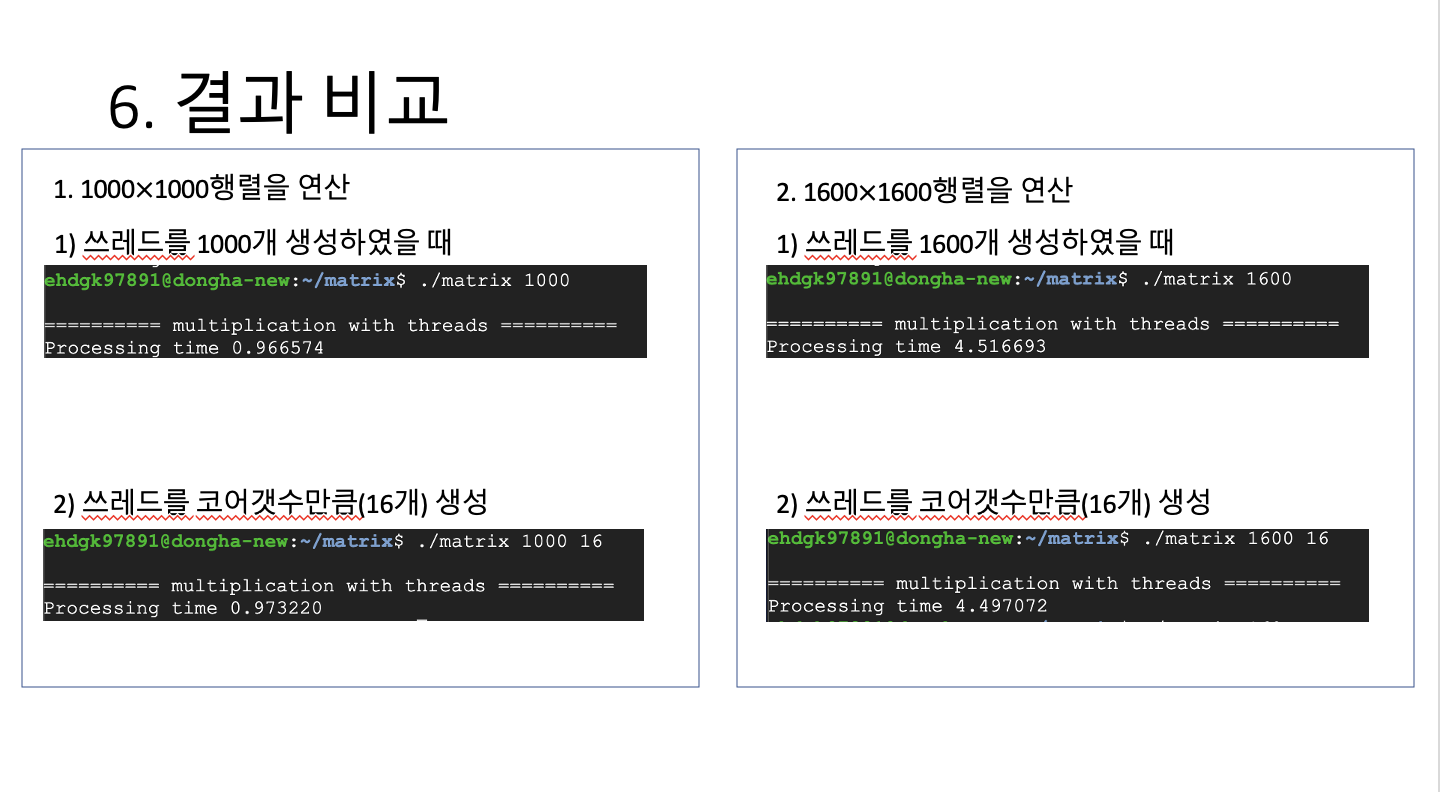 6. 결과 비교
1. 1000×1000행렬을 연산
1) 쓰레드를 1000개 생성하였을 때
ehdgk97891@dongha-new:~/matrix$ ./matrix 1000
========== multiplication with threads ==========
Processing time 0.966574
2) 쓰레드를 코어갯수만큼(16개) 생성
ehdgk97891@dongha-new:~/matrix$ ./matrix 1000 16
========== multiplication with threads ==========
Processing time 0.973220
2. 1600×1600행렬을 연산
1) 쓰레드를 1600개 생성하였을 때
ehdgk97891@dongha-new:~/matrix$ ./matrix 1600
========== multiplication with threads ==========
Processing time 4.516693
2) 쓰레드를 코어갯수만큼(16개) 생성
ehdgk97891@dongha-new:~/matrix$ ./matrix 1600 16
========== multiplication with threads ==========
Processing time 4.497072